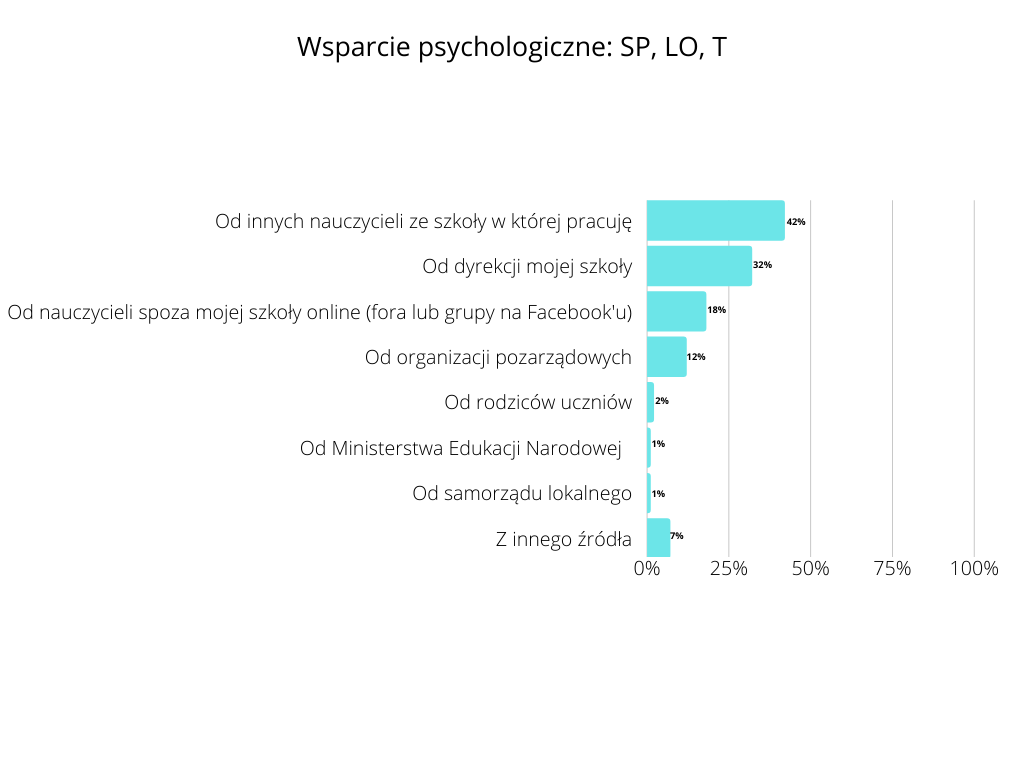 Wsparcie psychologiczne: SP, LO, T
Od innych nauczycieli ze szkoły w której pracuję 42%
Od dyrekcji mojej szkoły 32%
Od nauczycieli spoza mojej szkoły online (fora lub grupy na Facebook'u) 18%
Od organizacji pozarządowych 12%
Od rodziców uczniów 2%
Od Ministerstwa Edukacji Narodowej 1%
Od samorządu lokalnego 1%
Z innego źródła 7%
0% 25% 50% 75% 100%